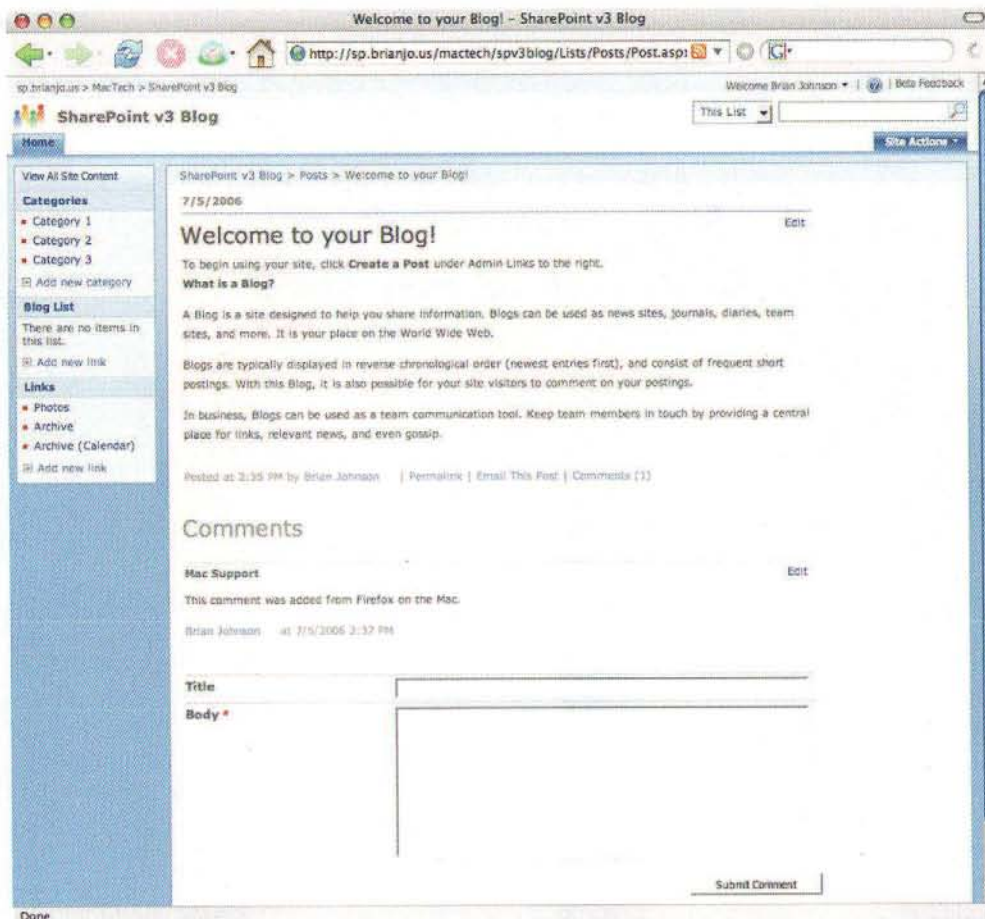 Welcome to your Blog! – SharePoint v3 Blog
http://sp.brianjo.us/mactech/spv3blog/Lists/Posts/Post.asp
G
sp.brianjo.us > MacTech > SharePoint v3 Blog
Welcome Brian Johnson
Beta Feedback
SharePoint v3 Blog
This List
Home
Site Actions
View All Site Content
Categories
Category 1
Category 2
Category 3
Add new category
Blog List
There are no items in
this list.
Add new link
Links
Photos
Archive
Archive (Calendar)
Add new link
SharePoint v3 Blog > Posts > Welcome to your Blog!
7/5/2006
Edit
Welcome to your Blog!
To begin using your site, click Create a Post under Admin Links to the right.
What is a Blog?
A Blog is a site designed to help you share information. Blogs can be used as news sites, journals, diaries, team
sites, and more. It is your place on the World Wide Web.
Blogs are typically displayed in reverse chronological order (newest entries first), and consist of frequent short
postings. With this Blog, it is also possible for your site visitors to comment on your postings.
In business, Blogs can be used as a team communication tool. Keep team members in touch by providing a central
place for links, relevant news, and even gossip.
Posted at 2:35 PM by Brian Johnson | Permalink | Email This Post | Comments (1)
Comments
Mac Support
Edit
This comment was added from Firefox on the Mac.
Brian Johnson at 7/5/2006 2:37 PM
Title
Body *
Submit Comment
Done